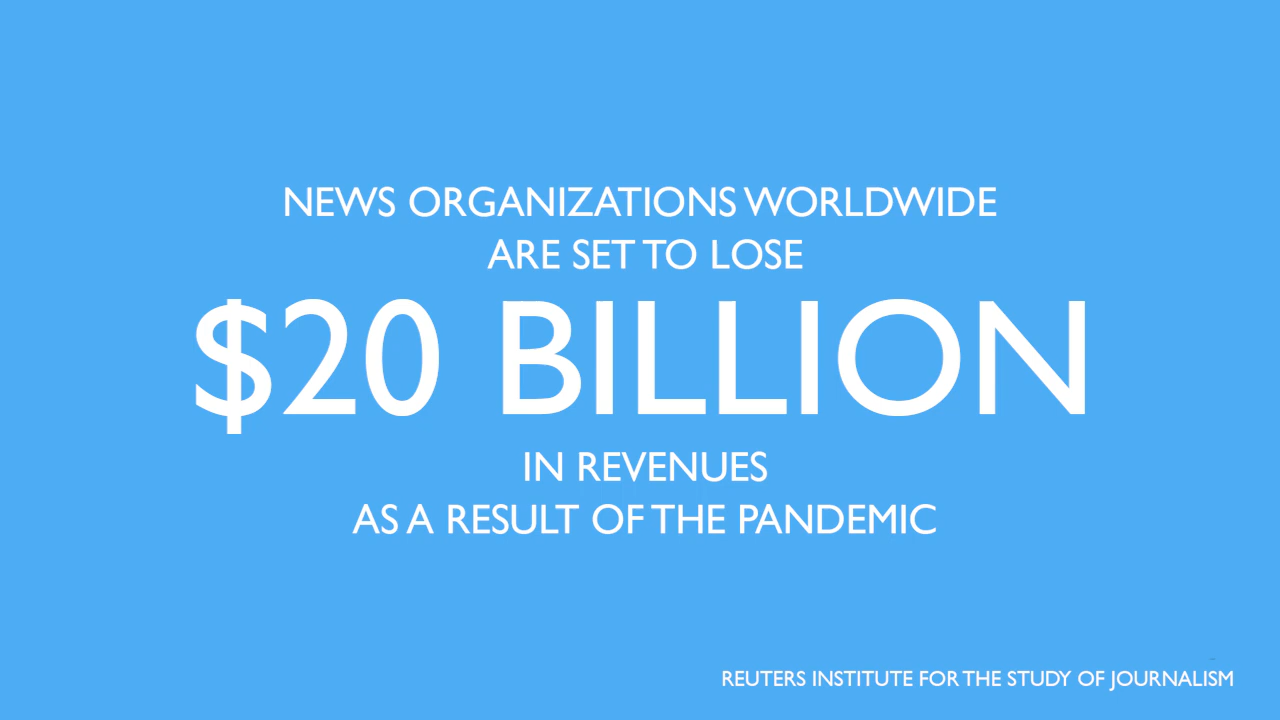 NEWS ORGANIZATIONS WORLDWIDE
ARE SET TO LOSE
$20 BILLION
IN REVENUES
AS A RESULT OF THE PANDEMIC
REUTERS INSTITUTE FOR THE STUDY OF JOURNALISM